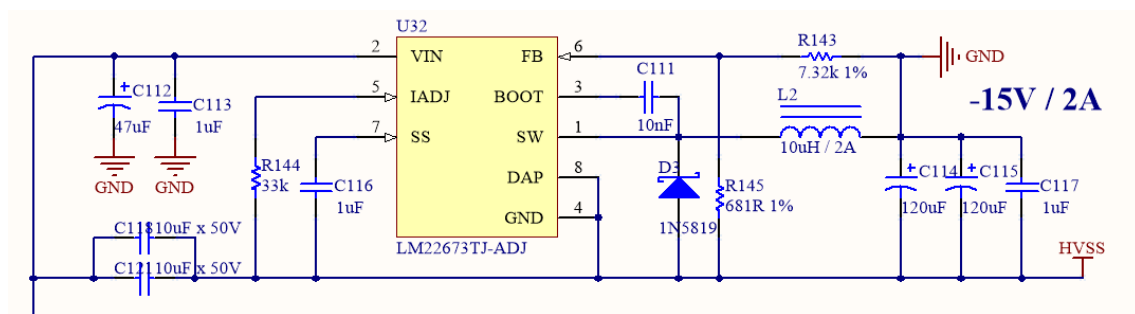 U32
2 VIN FB 6
R143
GND
7.32k 1%
C112
47uF
C113
1uF
5 IADJ BOOT 3
C111
10nF
L2
-15V / 2A
7 SS SW 1
10uH / 2A
R144
33k
GND
GND
C116
1uF
DAP 8
D3
1N5819
R145
681R 1%
C114
120uF
C115
120uF
C117
1uF
GND 4
LM22673TJ-ADJ
C118 10uF x 50V
C121 10uF x 50V
HVSS